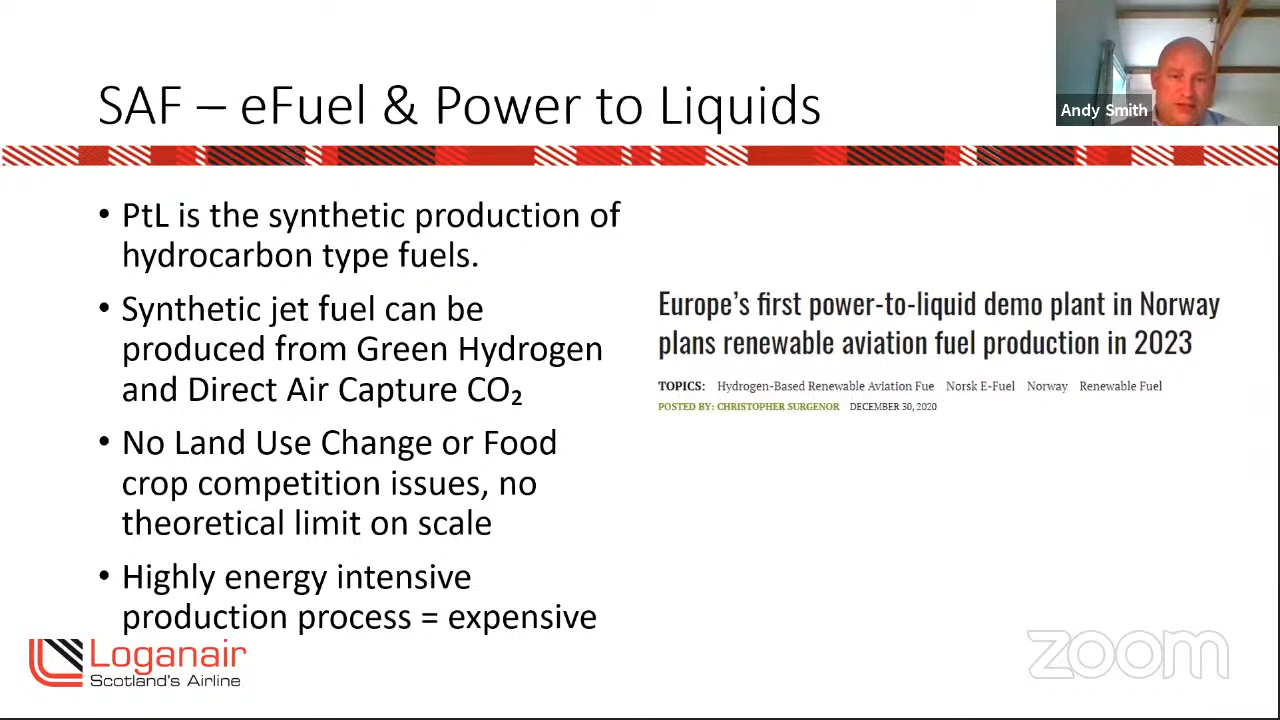 SAF – eFuel & Power to Liquids
Andy Smith
• PtL is the synthetic production of
hydrocarbon type fuels.
• Synthetic jet fuel can be
produced from Green Hydrogen
and Direct Air Capture CO₂
• No Land Use Change or Food
crop competition issues, no
theoretical limit on scale
• Highly energy intensive
production process = expensive
Europe's first power-to-liquid demo plant in Norway
plans renewable aviation fuel production in 2023
TOPICS: Hydrogen-Based Renewable Aviation Fue Norsk E-Fuel Norway Renewable Fuel
POSTED BY: CHRISTOPHER SURGENOR DECEMBER 30, 2020
Loganair
Scotland's Airline
zoom